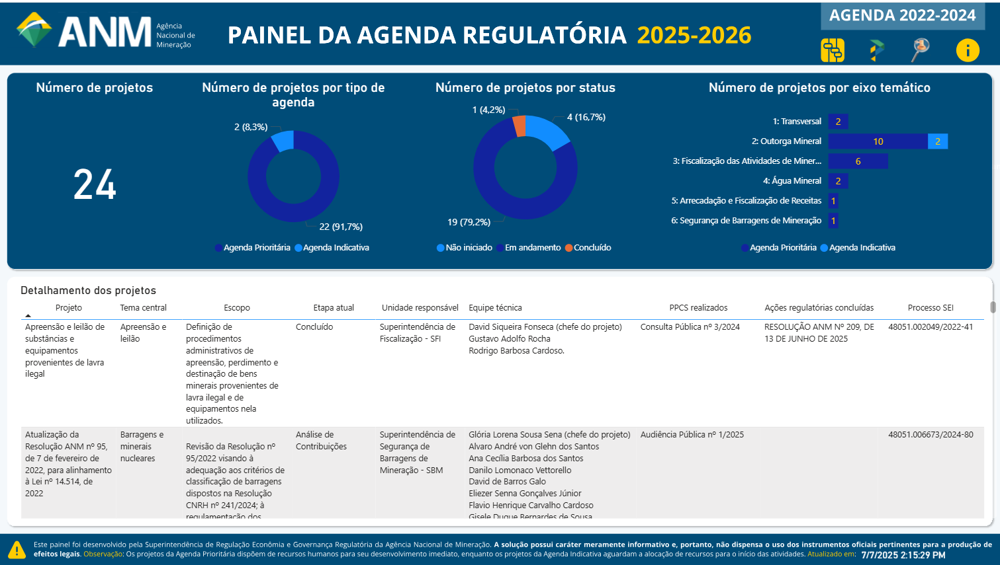 ANM
Agência
Nacional de
Mineração
PAINEL DA AGENDA REGULATÓRIA 2025-2026
AGENDA 2022-2024
Número de projetos
24
Número de projetos por tipo de
agenda
2 (8,3%)
22 (91,7%)
Agenda Prioritária Agenda Indicativa
Número de projetos por status
1 (4,2%)
4 (16,7%)
19 (79,2%)
Não iniciado Em andamento Concluído
Número de projetos por eixo temático
1: Transversal 2
2: Outorga Mineral 10 2
3: Fiscalização das Atividades de Miner... 6
4: Água Mineral 2
5: Arrecadação e Fiscalização de Receitas 1
6: Segurança de Barragens de Mineração 1
Agenda Prioritária Agenda Indicativa
Detalhamento dos projetos
Projeto Tema central Escopo Etapa atual Unidade responsável Equipe técnica PPCS realizados Ações regulatórias concluídas Processo SEI
Apreensão e leilão de
substâncias e
equipamentos
provenientes de lavra
ilegal
Apreensão e
leilão
Definição de
procedimentos
administrativos de
apreensão, perdimento e
destinação de bens
minerais provenientes de
lavra ilegal e de
equipamentos nela
utilizados.
Concluído
Superintendência de
Fiscalização - SFI
David Siqueira Fonseca (chefe do projeto)
Gustavo Adolfo Rocha
Rodrigo Barbosa Cardoso.
Consulta Pública nº 3/2024
RESOLUÇÃO ANM Nº 209, DE
13 DE JUNHO DE 2025
48051.002049/2022-41
Atualização da
Resolução ANM nº 95,
de 7 de fevereiro de
2022, para alinhamento
à Lei nº 14.514, de
2022
Barragens e
minerais
nucleares
Revisão da Resolução nº
95/2022 visando à
adequação aos critérios de
classificação de barragens
dispostos na Resolução
CNRH nº 241/2024; à
regulamentação dos
Análise de
Contribuições
Superintendência de
Segurança de
Barragens de
Mineração - SBM
Glória Lorena Sousa Sena (chefe do projeto)
Alvaro André von Glehn dos Santos
Ana Cecília Barbosa dos Santos
Danilo Lomonaco Vettorello
David de Barros Galo
Eliezer Senna Gonçalves Júnior
Flavio Henrique Carvalho Cardoso
Gisele Duque Bernardes de Sousa
Audiência Pública nº 1/2025
48051.006673/2024-80
Este painel foi desenvolvido pela Superintendência de Regulação Econômia e Governança Regulatória da Agência Nacional de Mineração. A solução possui caráter meramente informativo e, portanto, não dispensa o uso dos instrumentos oficiais pertinentes para a produção de
efeitos legais. Observação: Os projetos da Agenda Prioritária dispõem de recursos humanos para seu desenvolvimento imediato, enquanto os projetos da Agenda Indicativa aguardam a alocação de recursos para o início das atividades. Atualizado em: 7/7/2025 2:15:29 PM